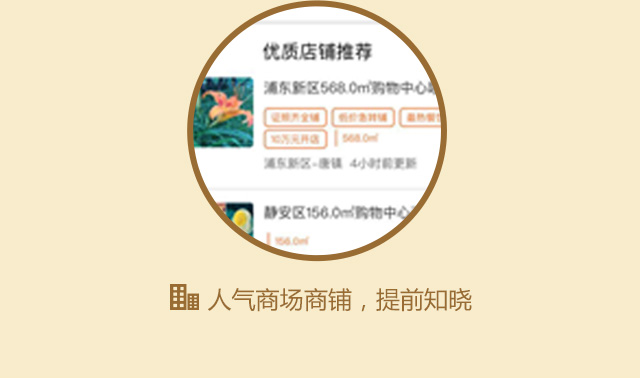 优质店铺推荐
浦东新区568.0㎡购物中心
证照齐全铺 低价急转铺 最热餐
10万元开店 568.0㎡
浦东新区-唐镇 4小时前更新
静安区156.0㎡购物中心
156.0㎡
人气商场商铺，提前知晓